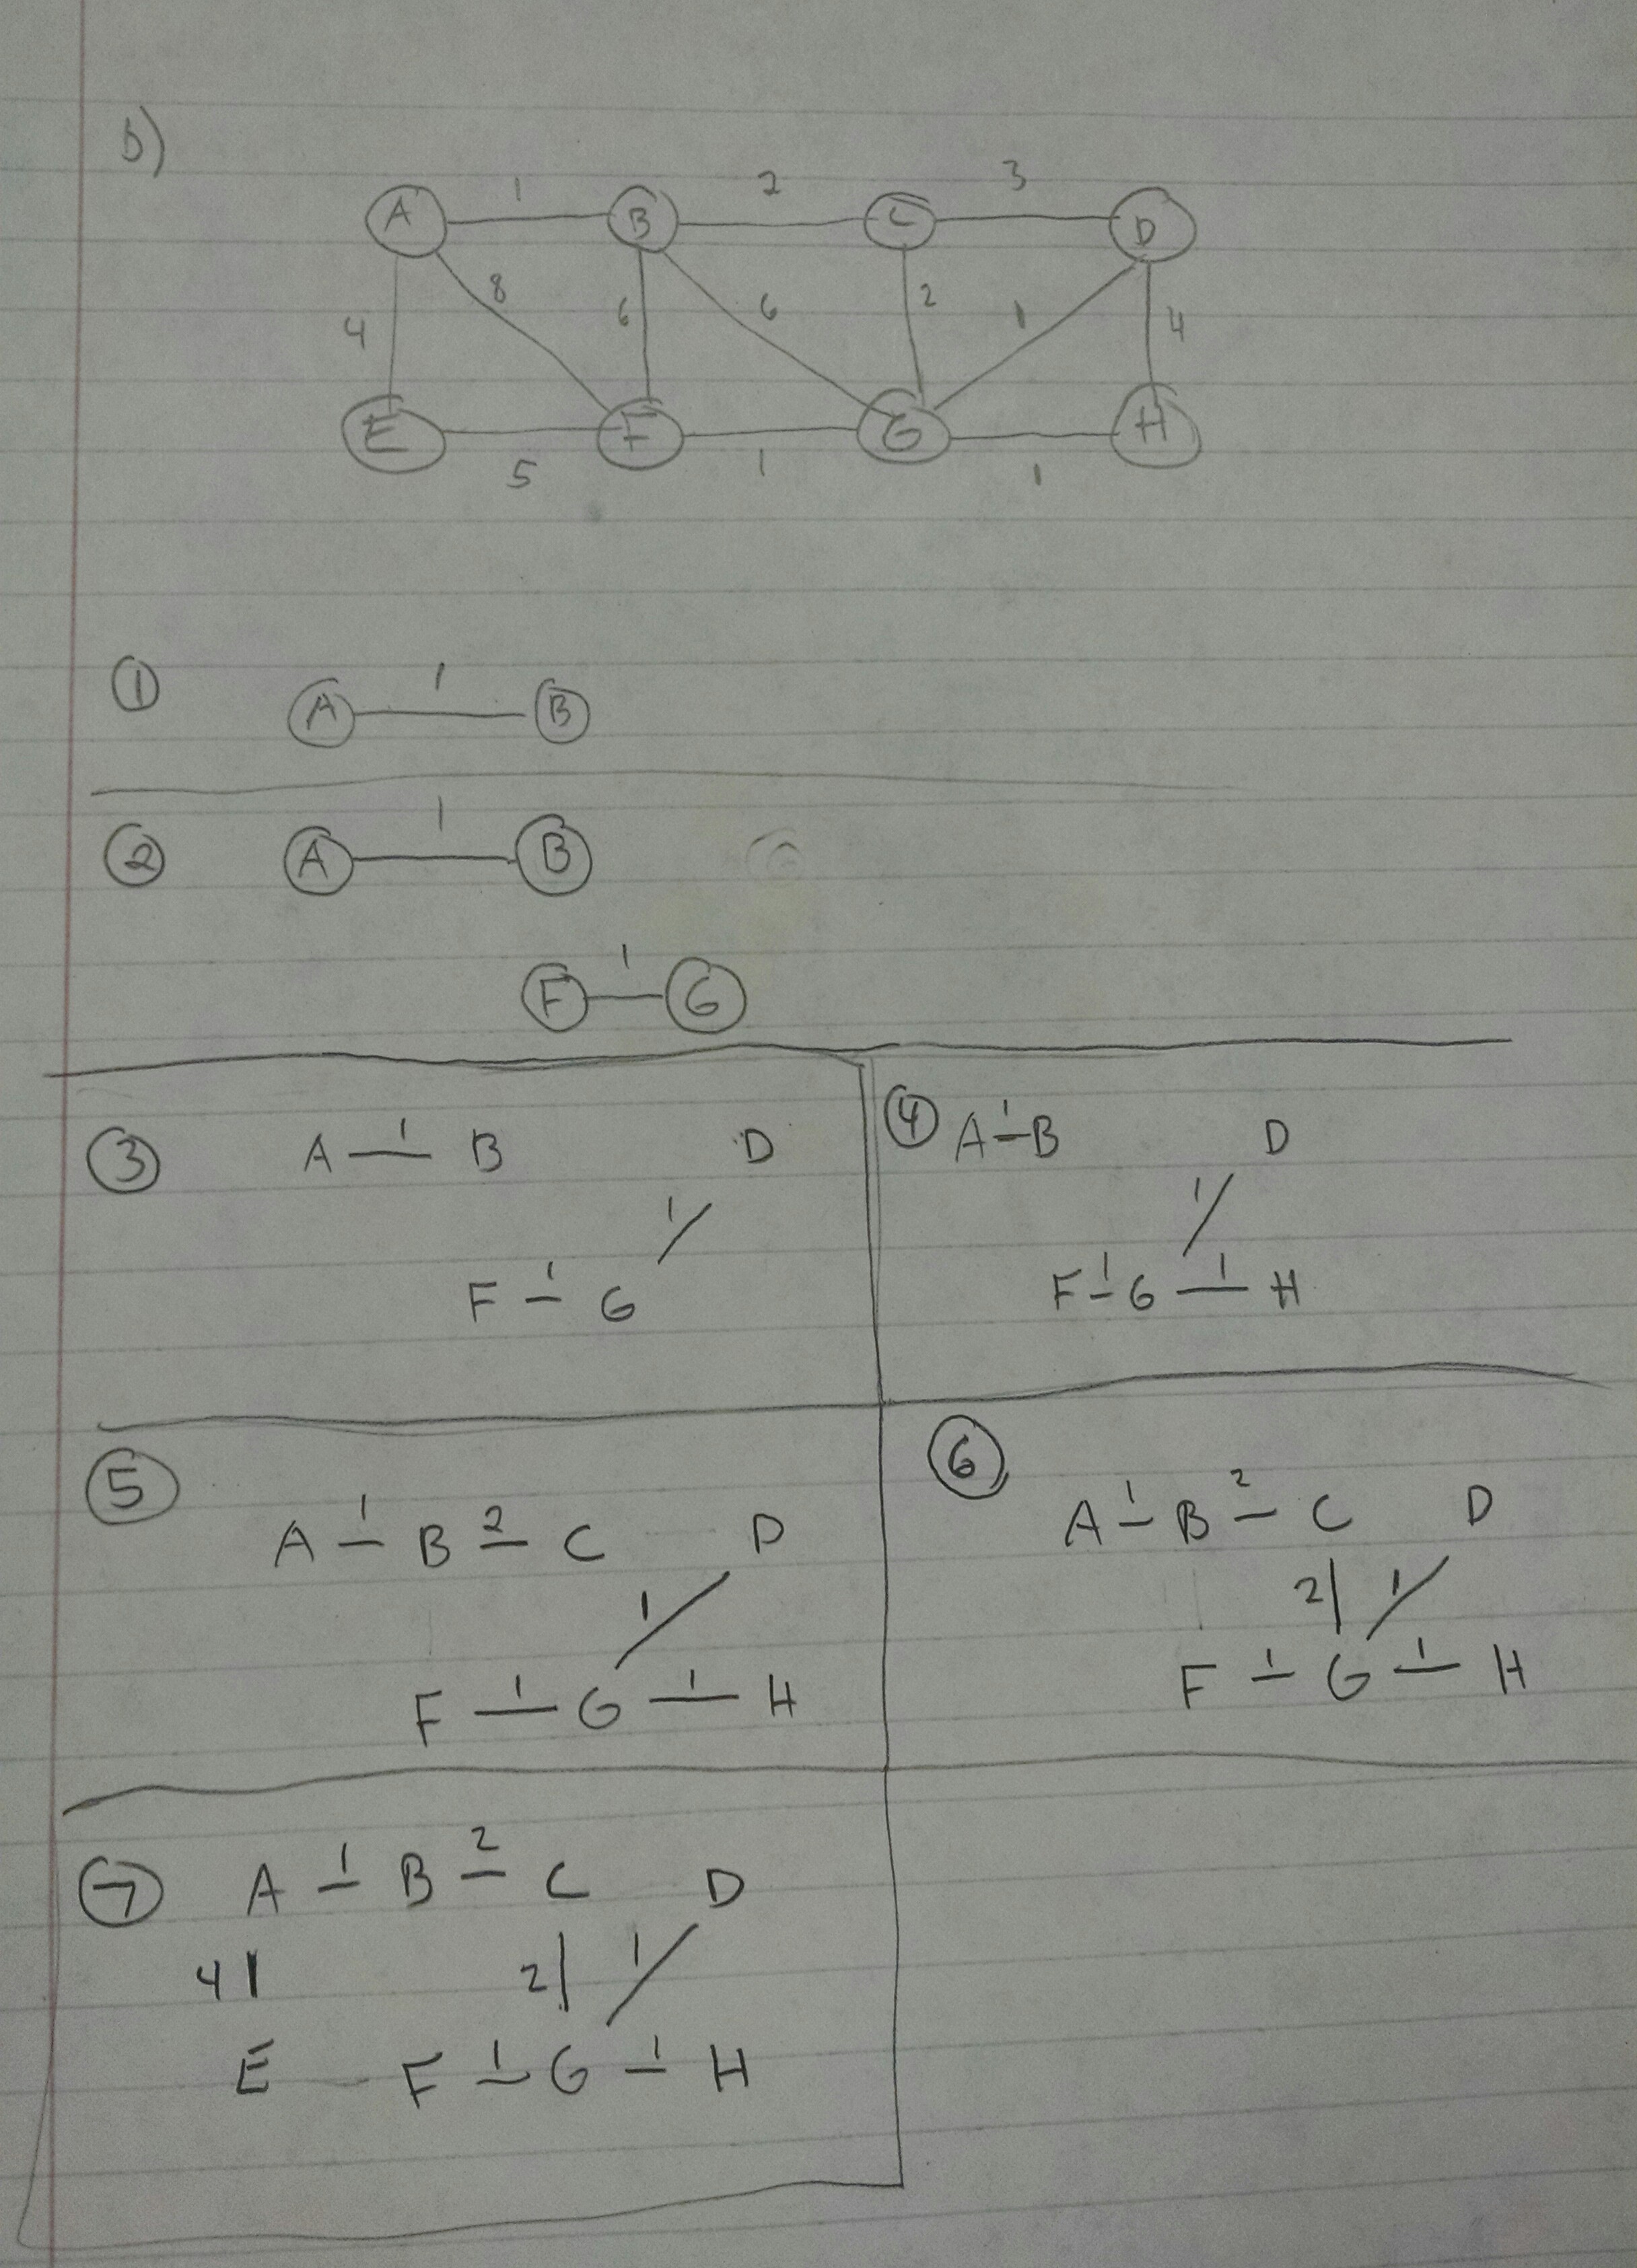 b)
1 2 3
A B C D
4 8 6 6 2 1 4
E F G H
5 1 1
① 1
A B
② 1
A B
1
F G
③ 1
A B D
1
1
F G
④ 1
A B D
1
1 1
F G H
⑤ 1 2
A B C D
1
1 1
F G H
⑥ 1 2
A B C D
2 1
1 1
F G H
⑦ 1 2
A B C D
4 2 1
1 1
E F G H